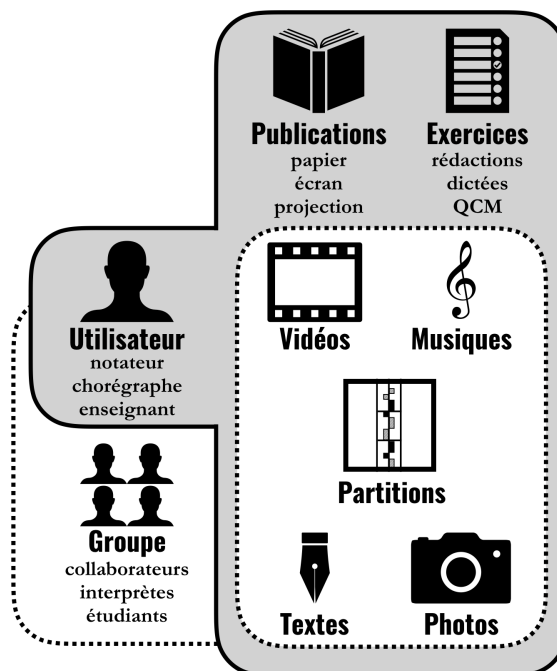 Publications
papier
écran
projection
Exercices
rédactions
dictées
QCM
Utilisateur
notateur
chorégraphe
enseignant
Vidéos
Musiques
Partitions
Groupe
collaborateurs
interprètes
étudiants
Textes
Photos